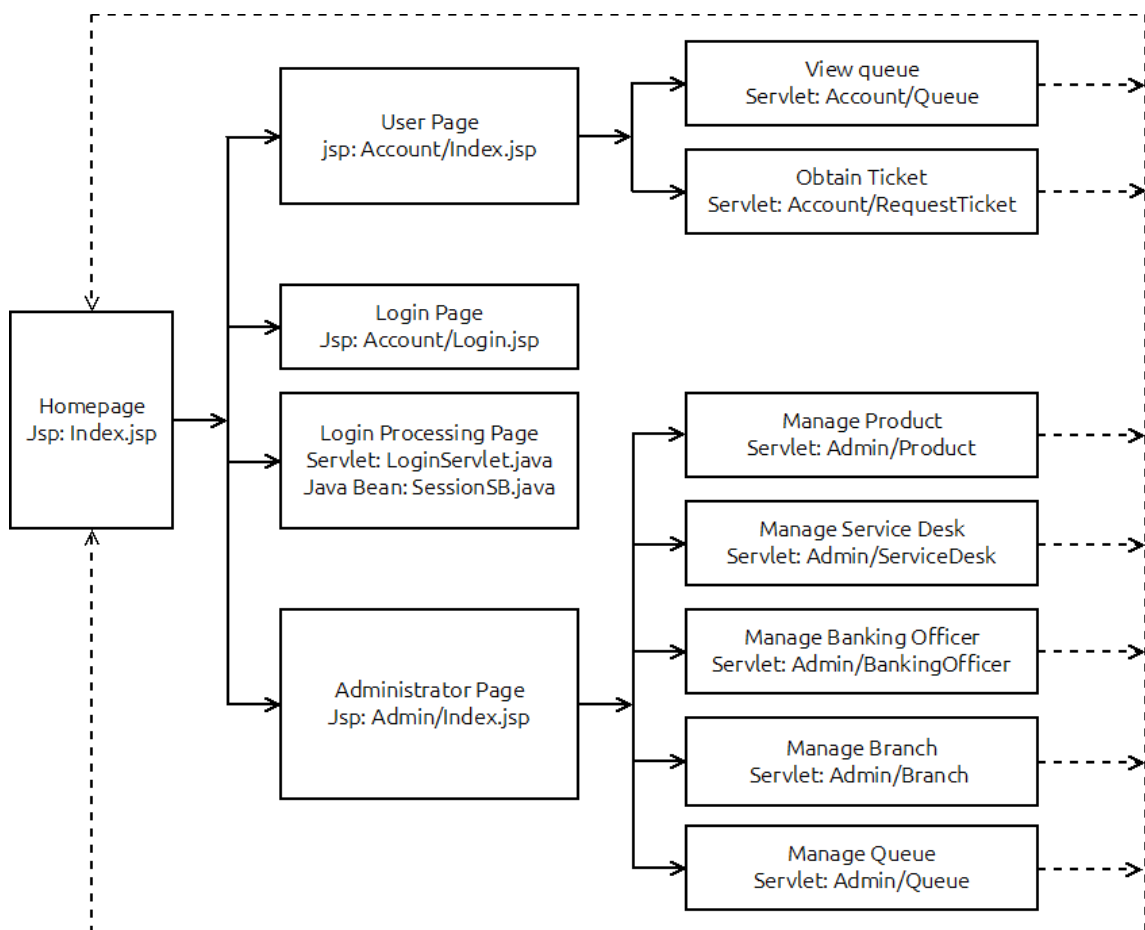 View queue
Servlet: Account/Queue
User Page
jsp: Account/Index.jsp
Obtain Ticket
Servlet: Account/RequestTicket
Login Page
Jsp: Account/Login.jsp
Homepage
Jsp: Index.jsp
Login Processing Page
Servlet: LoginServlet.java
Java Bean: SessionSB.java
Manage Product
Servlet: Admin/Product
Manage Service Desk
Servlet: Admin/ServiceDesk
Manage Banking Officer
Servlet: Admin/BankingOfficer
Administrator Page
Jsp: Admin/Index.jsp
Manage Branch
Servlet: Admin/Branch
Manage Queue
Servlet: Admin/Queue